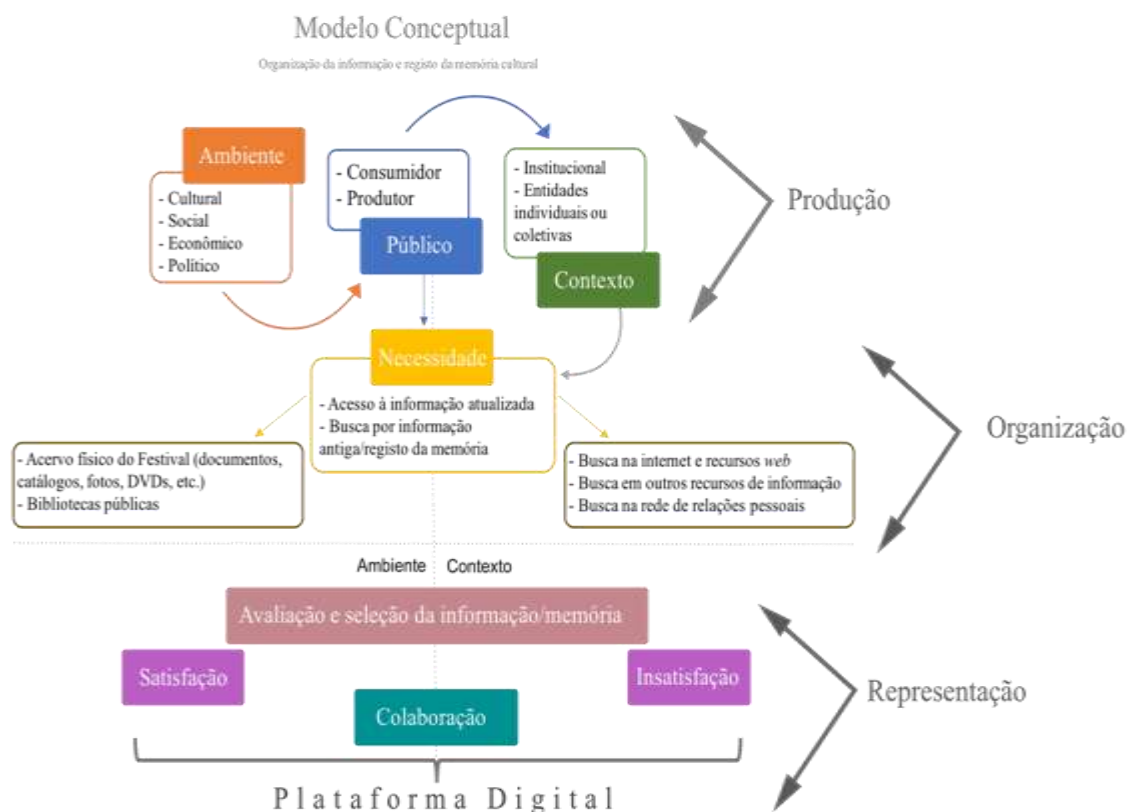 Modelo Conceptual
Organização da informação e registo da memória cultural
Ambiente
- Cultural
- Social
- Econômico
- Político
- Consumidor
- Produtor
Público
- Institucional
- Entidades
individuais ou
coletivas
Contexto
Produção
Necessidade
- Acesso à informação atualizada
- Busca por informação
antiga/registo da memória
Organização
- Acervo físico do Festival (documentos,
catálogos, fotos, DVDs, etc.)
- Bibliotecas públicas
- Busca na internet e recursos web
- Busca em outros recursos de informação
- Busca na rede de relações pessoais
Ambiente
Contexto
Avaliação e seleção da informação/memória
Satisfação
Insatisfação
Colaboração
Representação
Plataforma Digital